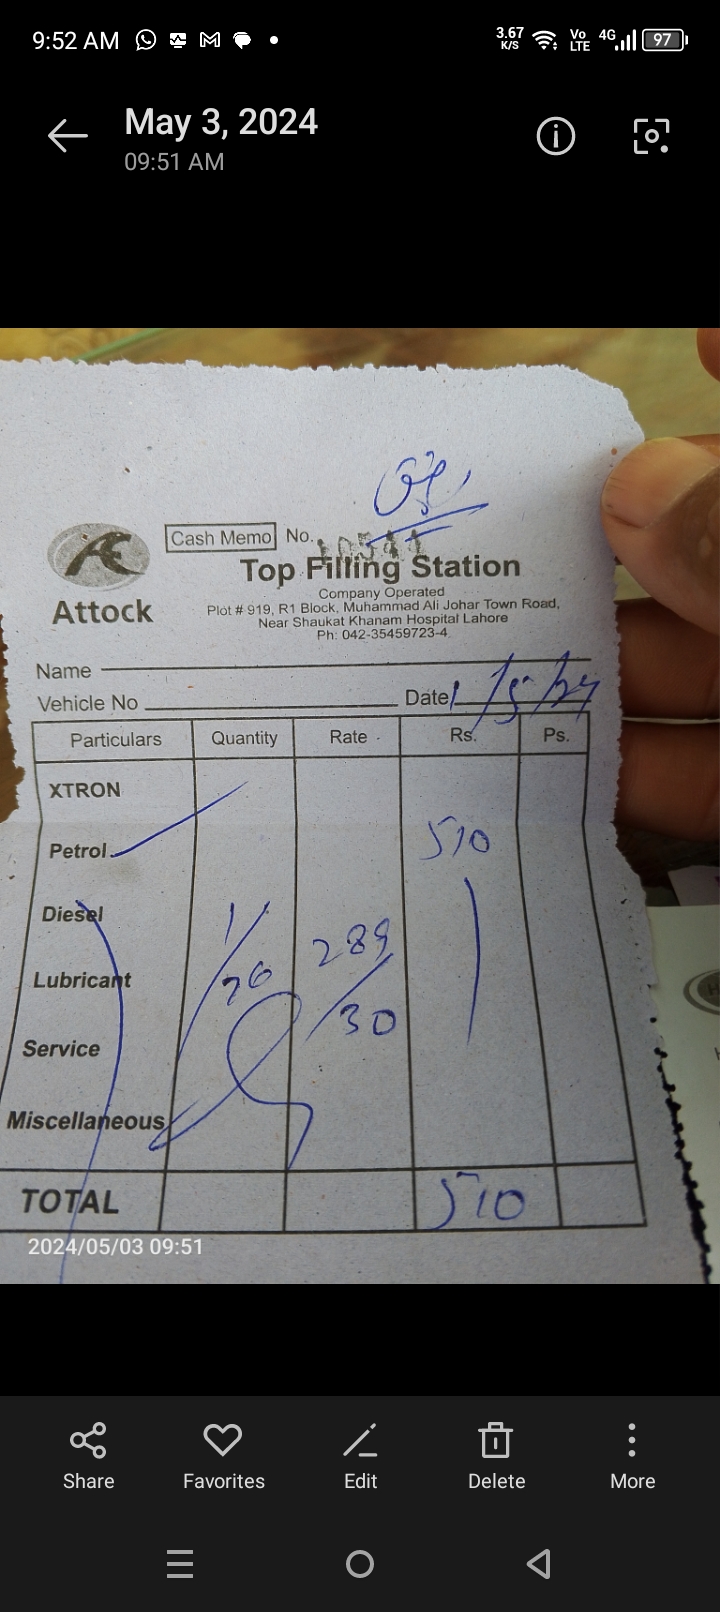 9:52 AM
3.67 K/S Vo LTE 4G 97
May 3, 2024
09:51 AM
Cash Memo No.
Top Filling Station
Attock
Company Operated
Plot # 919, R1 Block, Muhammad Ali Johar Town Road,
Near Shaukat Khanam Hospital Lahore
Ph: 042-35459723-4
Name
Vehicle No Date 1/5/24
Particulars Quantity Rate Rs. Ps.
XTRON
Petrol 510
Diesel 1 289
Lubricant /76 /30
Service
Miscellaneous
TOTAL 510
2024/05/03 09:51
Share Favorites Edit Delete More